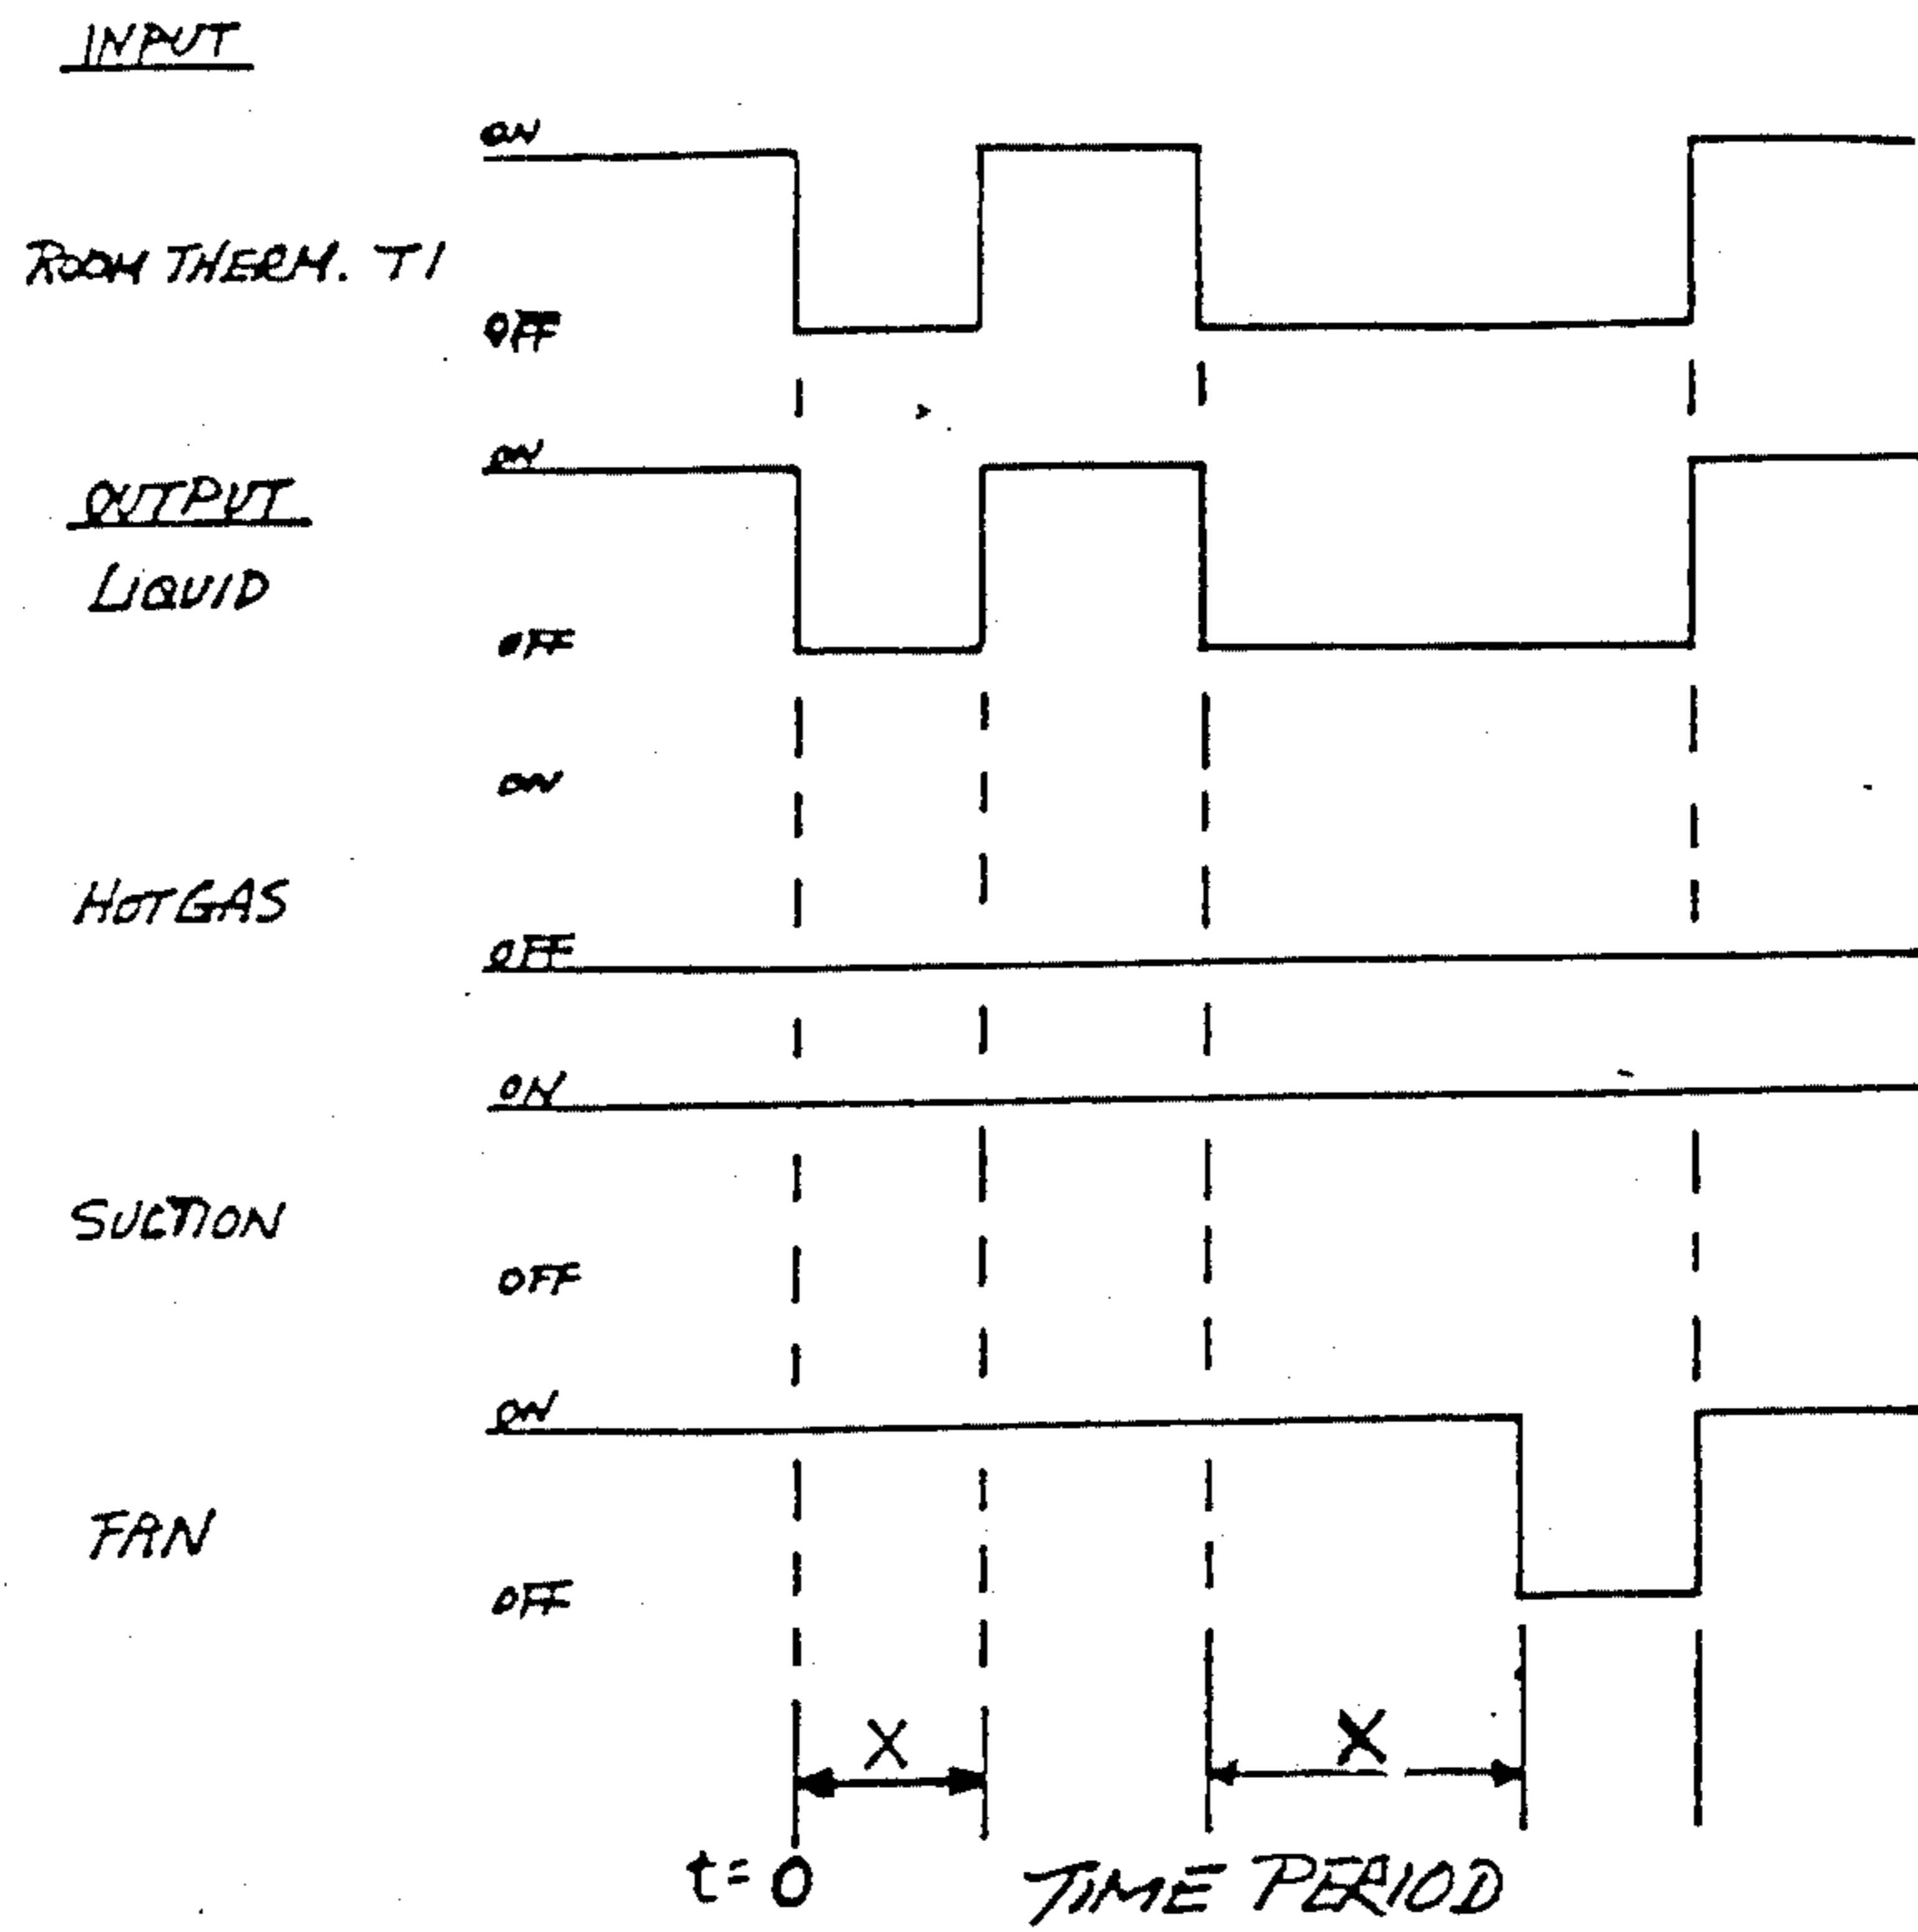 INPUT
ON
ROOM THERM. T1
OFF
ON
OUTPUT
LIQUID
OFF
ON
HOT GAS
OFF
ON
SUCTION
OFF
ON
FAN
OFF
X X
t=0 TIME PERIOD